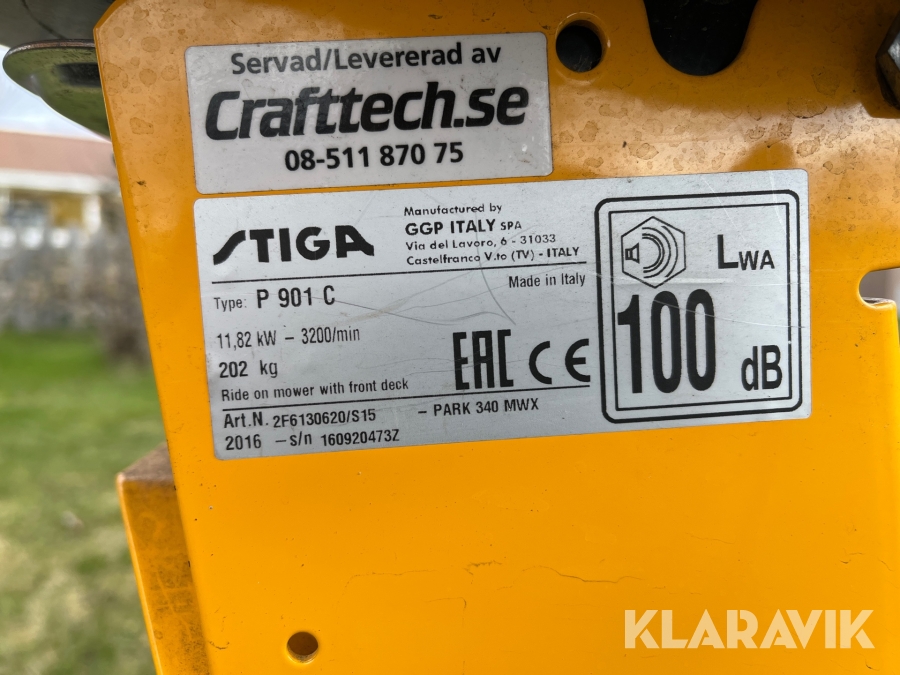 Servad/Levererad av
Crafttech.se
08-511 870 75
STIGA
Manufactured by
GGP ITALY SPA
Via del Lavoro, 6 - 31033
Castelfranco V.to (TV) - ITALY
Type: P 901 C
Made in Italy
11,82 kW - 3200/min
202 kg
Ride on mower with front deck
EAC CE
Art.N. 2F6130620/S15 - PARK 340 MWX
2016 - s/n 160920473Z
LWA
100 dB
KLARAVIK